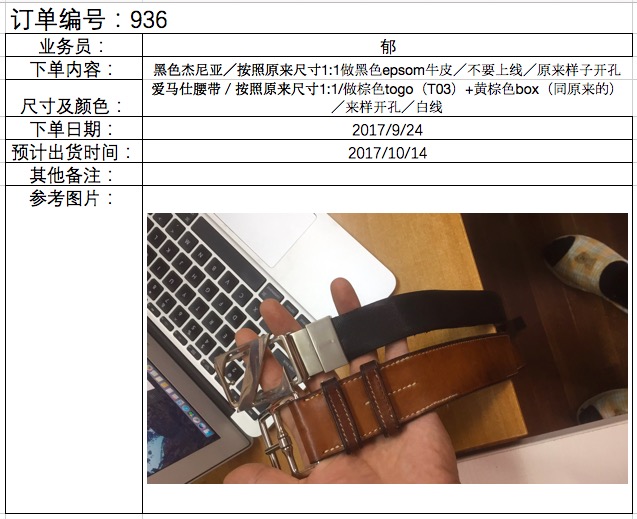 订单编号：936
业务员： 郁
下单内容： 黑色杰尼亚／按照原来尺寸1:1做黑色epsom牛皮／不要上线／原来样子开孔
尺寸及颜色： 爱马仕腰带 / 按照原来尺寸1:1/做棕色togo（T03）+黄棕色box（同原来的）
／来样开孔／白线
下单日期： 2017/9/24
预计出货时间： 2017/10/14
其他备注：
参考图片：